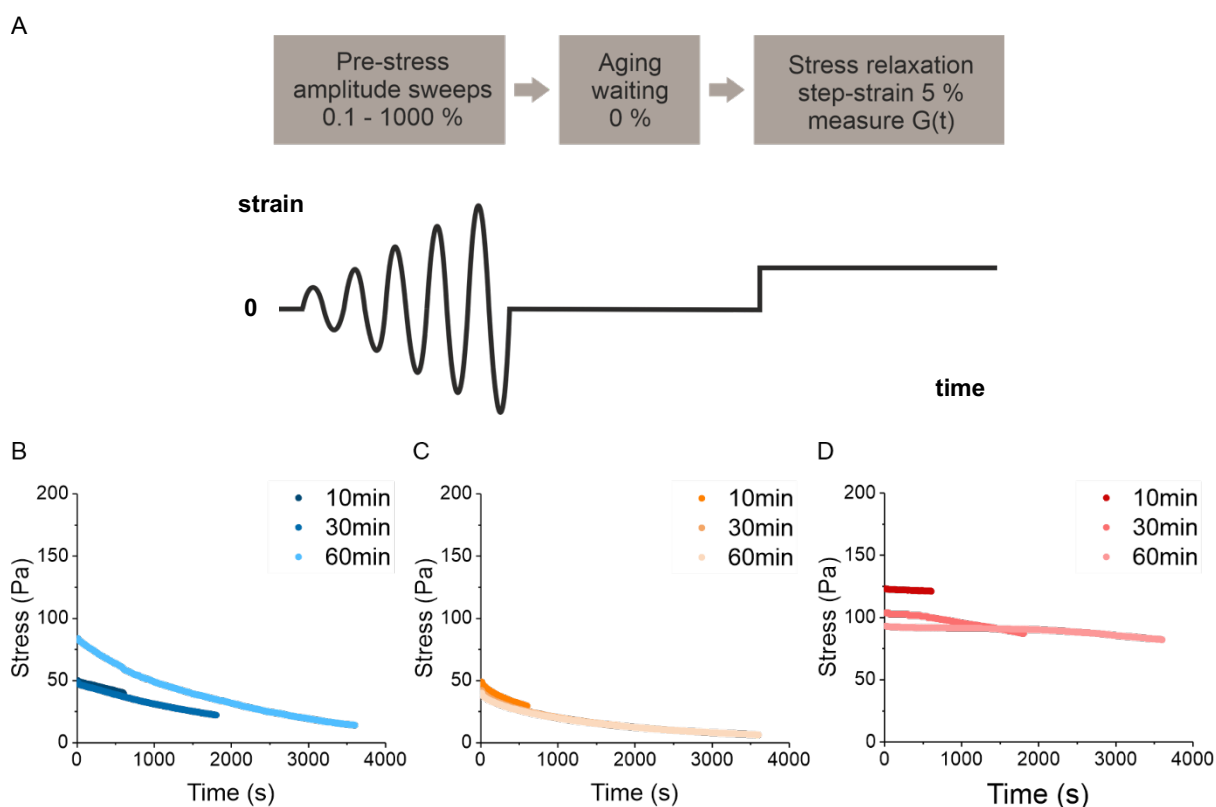 A
Pre-stress
amplitude sweeps
0.1 - 1000 %
Aging
waiting
0 %
Stress relaxation
step-strain 5 %
measure G(t)
strain
0
time
B
200
150
100
50
0
Stress (Pa)
10min
30min
60min
0 1000 2000 3000 4000
Time (s)
C
200
150
100
50
0
Stress (Pa)
10min
30min
60min
0 1000 2000 3000 4000
Time (s)
D
200
150
100
50
0
Stress (Pa)
10min
30min
60min
0 1000 2000 3000 4000
Time (s)